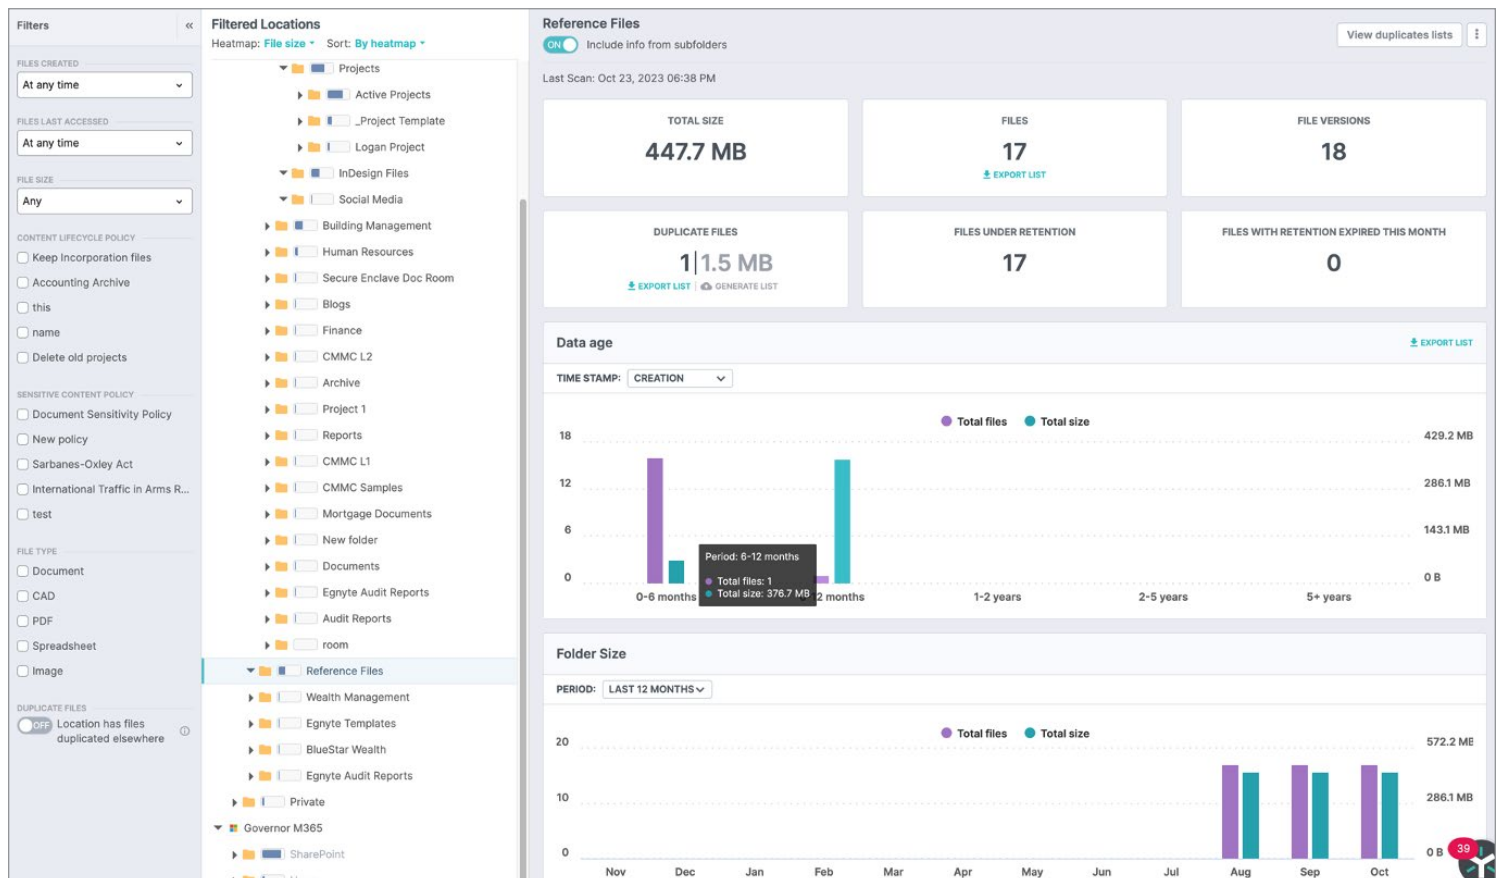 Filters
«
FILES CREATED
At any time
FILES LAST ACCESSED
At any time
FILE SIZE
Any
CONTENT LIFECYCLE POLICY
Keep Incorporation files
Accounting Archive
this
name
Delete old projects
SENSITIVE CONTENT POLICY
Document Sensitivity Policy
New policy
Sarbanes-Oxley Act
International Traffic in Arms R...
test
FILE TYPE
Document
CAD
PDF
Spreadsheet
Image
DUPLICATE FILES
OFF Location has files
duplicated elsewhere
Filtered Locations
Heatmap: File size Sort: By heatmap
Projects
Active Projects
_Project Template
Logan Project
InDesign Files
Social Media
Building Management
Human Resources
Secure Enclave Doc Room
Blogs
Finance
CMMC L2
Archive
Project 1
Reports
CMMC L1
CMMC Samples
Mortgage Documents
New folder
Documents
Egnyte Audit Reports
Audit Reports
room
Reference Files
Wealth Management
Egnyte Templates
BlueStar Wealth
Egnyte Audit Reports
Private
Governor M365
SharePoint
Reference Files
ON Include info from subfolders
View duplicates lists
Last Scan: Oct 23, 2023 06:38 PM
TOTAL SIZE
447.7 MB
FILES
17
EXPORT LIST
FILE VERSIONS
18
DUPLICATE FILES
1|1.5 MB
EXPORT LIST | GENERATE LIST
FILES UNDER RETENTION
17
FILES WITH RETENTION EXPIRED THIS MONTH
0
Data age
EXPORT LIST
TIME STAMP: CREATION
Total files Total size
18 429.2 MB
12 286.1 MB
6 143.1 MB
0 0 B
Period: 6-12 months
Total files: 1
Total size: 376.7 MB
0-6 months 12 months 1-2 years 2-5 years 5+ years
Folder Size
PERIOD: LAST 12 MONTHS
Total files Total size
20 572.2 MB
10 286.1 MB
0 0 B
39
Nov Dec Jan Feb Mar Apr May Jun Jul Aug Sep Oct